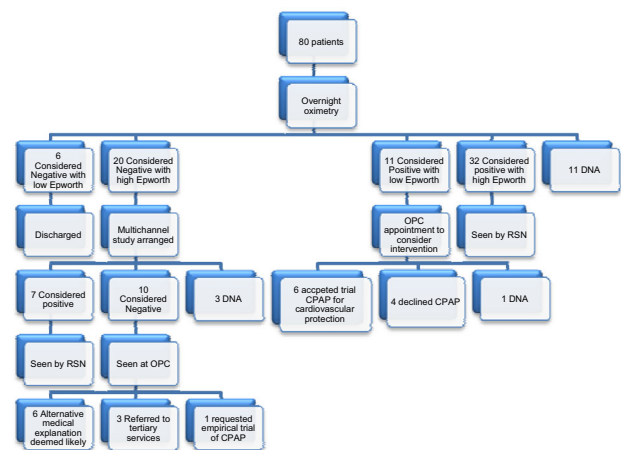 80 patients
Overnight
oximetry
6
Considered
Negative with
low Epworth
20 Considered
Negative with
high Epworth
11 Considered
Positive with
low Epworth
32 Considered
positive with
high Epworth
11 DNA
Discharged
Multichannel
study arranged
OPC
appointment to
consider
intervention
Seen by RSN
7 Considered
positive
10
Considered
Negative
3 DNA
6 accpeted trial
CPAP for
cardiovascular
protection
4 declined CPAP
1 DNA
Seen by RSN
Seen at OPC
6 Alternative
medical
explanation
deemed likely
3 Referred to
tertiary
services
1 requested
empirical trial
of CPAP